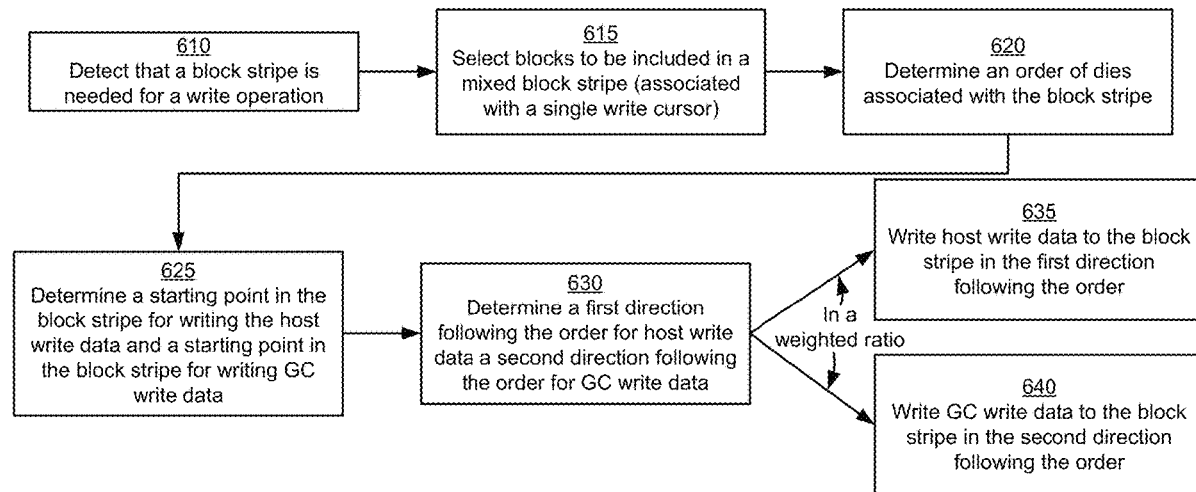 610
Detect that a block stripe is
needed for a write operation
615
Select blocks to be included in a
mixed block stripe (associated
with a single write cursor)
620
Determine an order of dies
associated with the block stripe
625
Determine a starting point in the
block stripe for writing the host
write data and a starting point in
the block stripe for writing GC
write data
630
Determine a first direction
following the order for host write
data a second direction following
the order for GC write data
In a
weighted ratio
635
Write host write data to the block
stripe in the first direction
following the order
640
Write GC write data to the block
stripe in the second direction
following the order